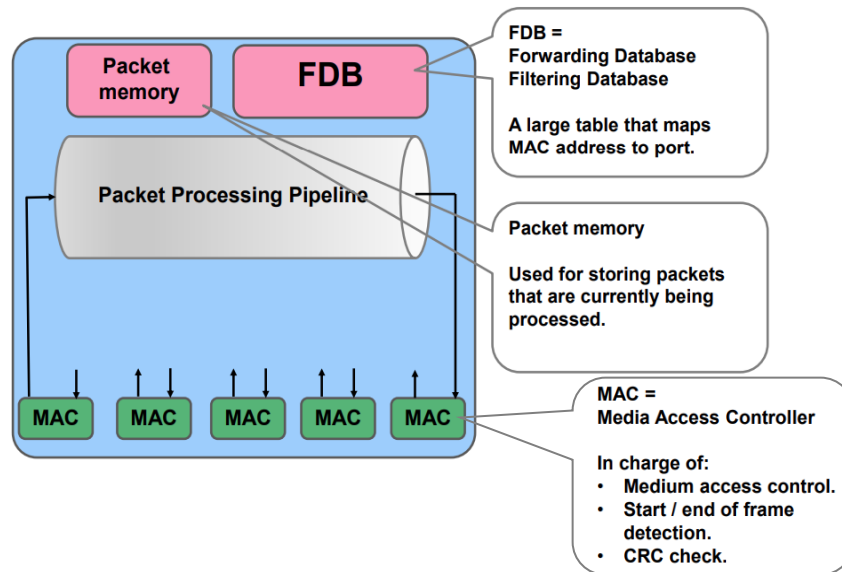 Packet
memory
FDB
Packet Processing Pipeline
MAC
MAC
MAC
MAC
MAC
FDB =
Forwarding Database
Filtering Database
A large table that maps
MAC address to port.
Packet memory
Used for storing packets
that are currently being
processed.
MAC =
Media Access Controller
In charge of:
• Medium access control.
• Start / end of frame
detection.
• CRC check.